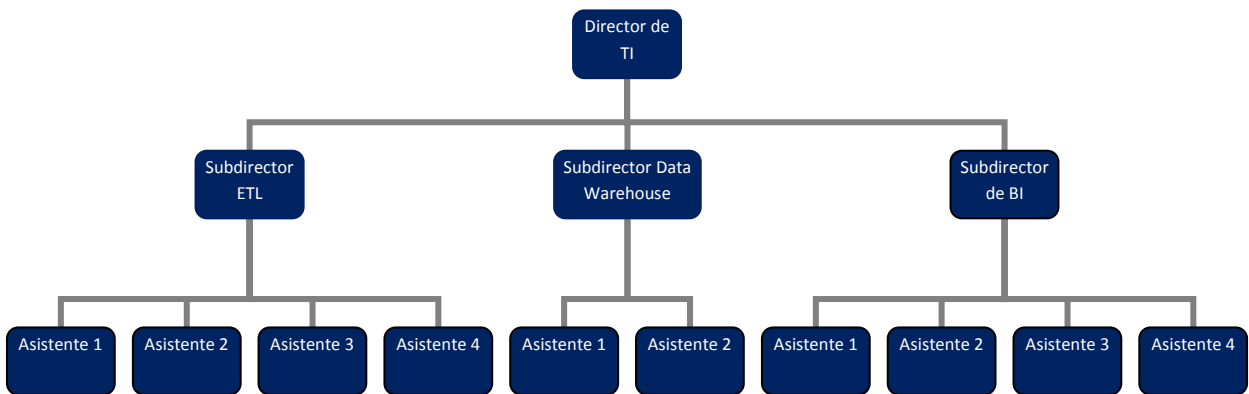 Director de
TI
Subdirector
ETL
Subdirector Data
Warehouse
Subdirector
de BI
Asistente 1
Asistente 2
Asistente 3
Asistente 4
Asistente 1
Asistente 2
Asistente 1
Asistente 2
Asistente 3
Asistente 4